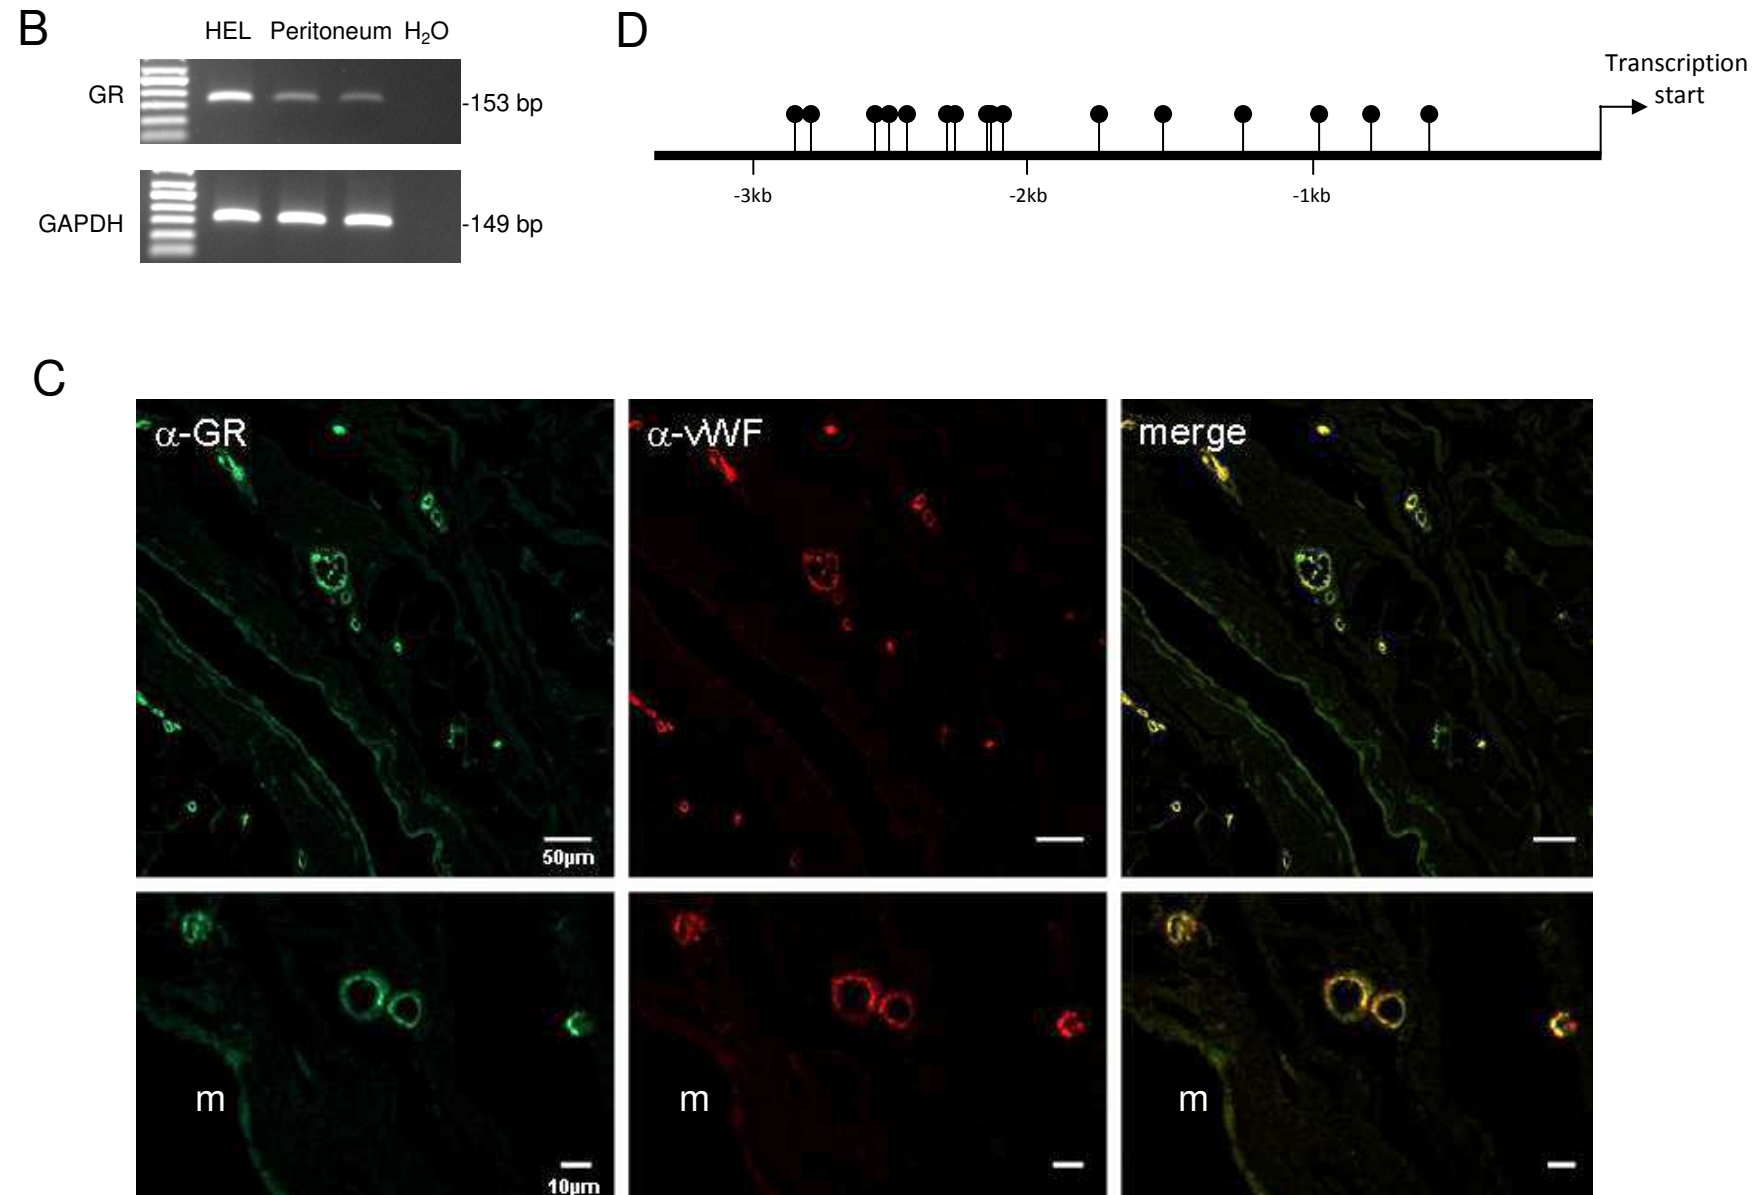 B
HEL Peritoneum H₂O
GR
-153 bp
GAPDH
-149 bp
D
Transcription
start
-3kb -2kb -1kb
C
α-GR
α-vWF
merge
50µm
m
m
m
10µm